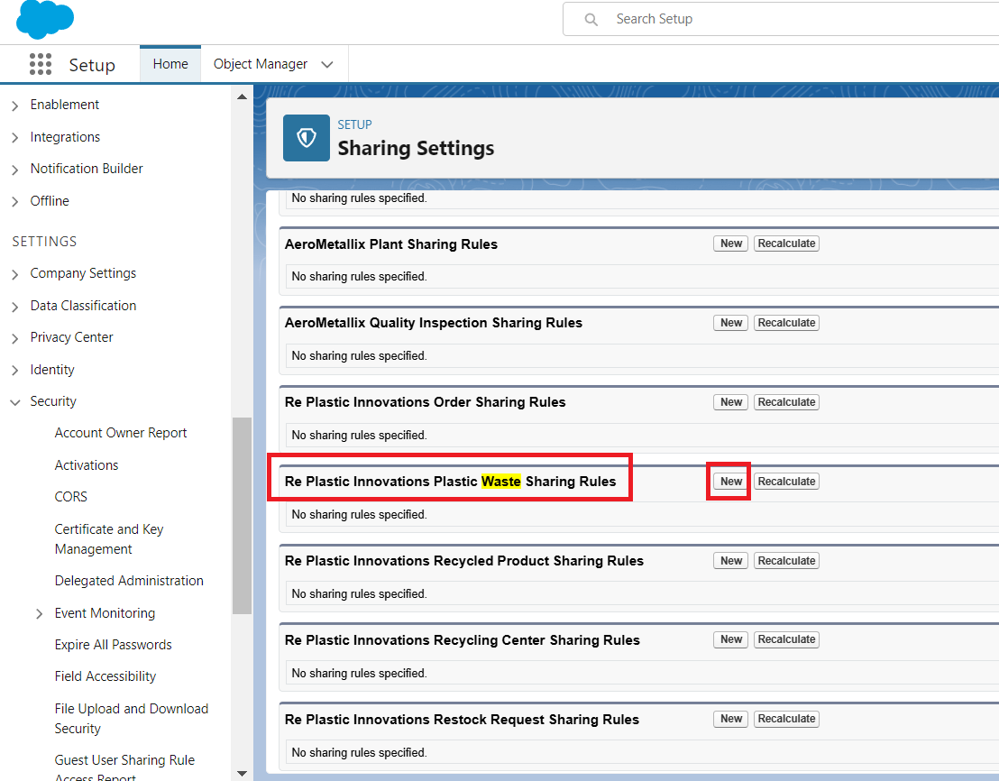 Search Setup
Setup
Home
Object Manager
Enablement
Integrations
Notification Builder
Offline
SETTINGS
Company Settings
Data Classification
Privacy Center
Identity
Security
Account Owner Report
Activations
CORS
Certificate and Key
Management
Delegated Administration
Event Monitoring
Expire All Passwords
Field Accessibility
File Upload and Download
Security
Guest User Sharing Rule
Access Report
SETUP
Sharing Settings
No sharing rules specified.
AeroMetallix Plant Sharing Rules New Recalculate
No sharing rules specified.
AeroMetallix Quality Inspection Sharing Rules New Recalculate
No sharing rules specified.
Re Plastic Innovations Order Sharing Rules New Recalculate
No sharing rules specified.
Re Plastic Innovations Plastic Waste Sharing Rules New Recalculate
No sharing rules specified.
Re Plastic Innovations Recycled Product Sharing Rules New Recalculate
No sharing rules specified.
Re Plastic Innovations Recycling Center Sharing Rules New Recalculate
No sharing rules specified.
Re Plastic Innovations Restock Request Sharing Rules New Recalculate
No sharing rules specified.